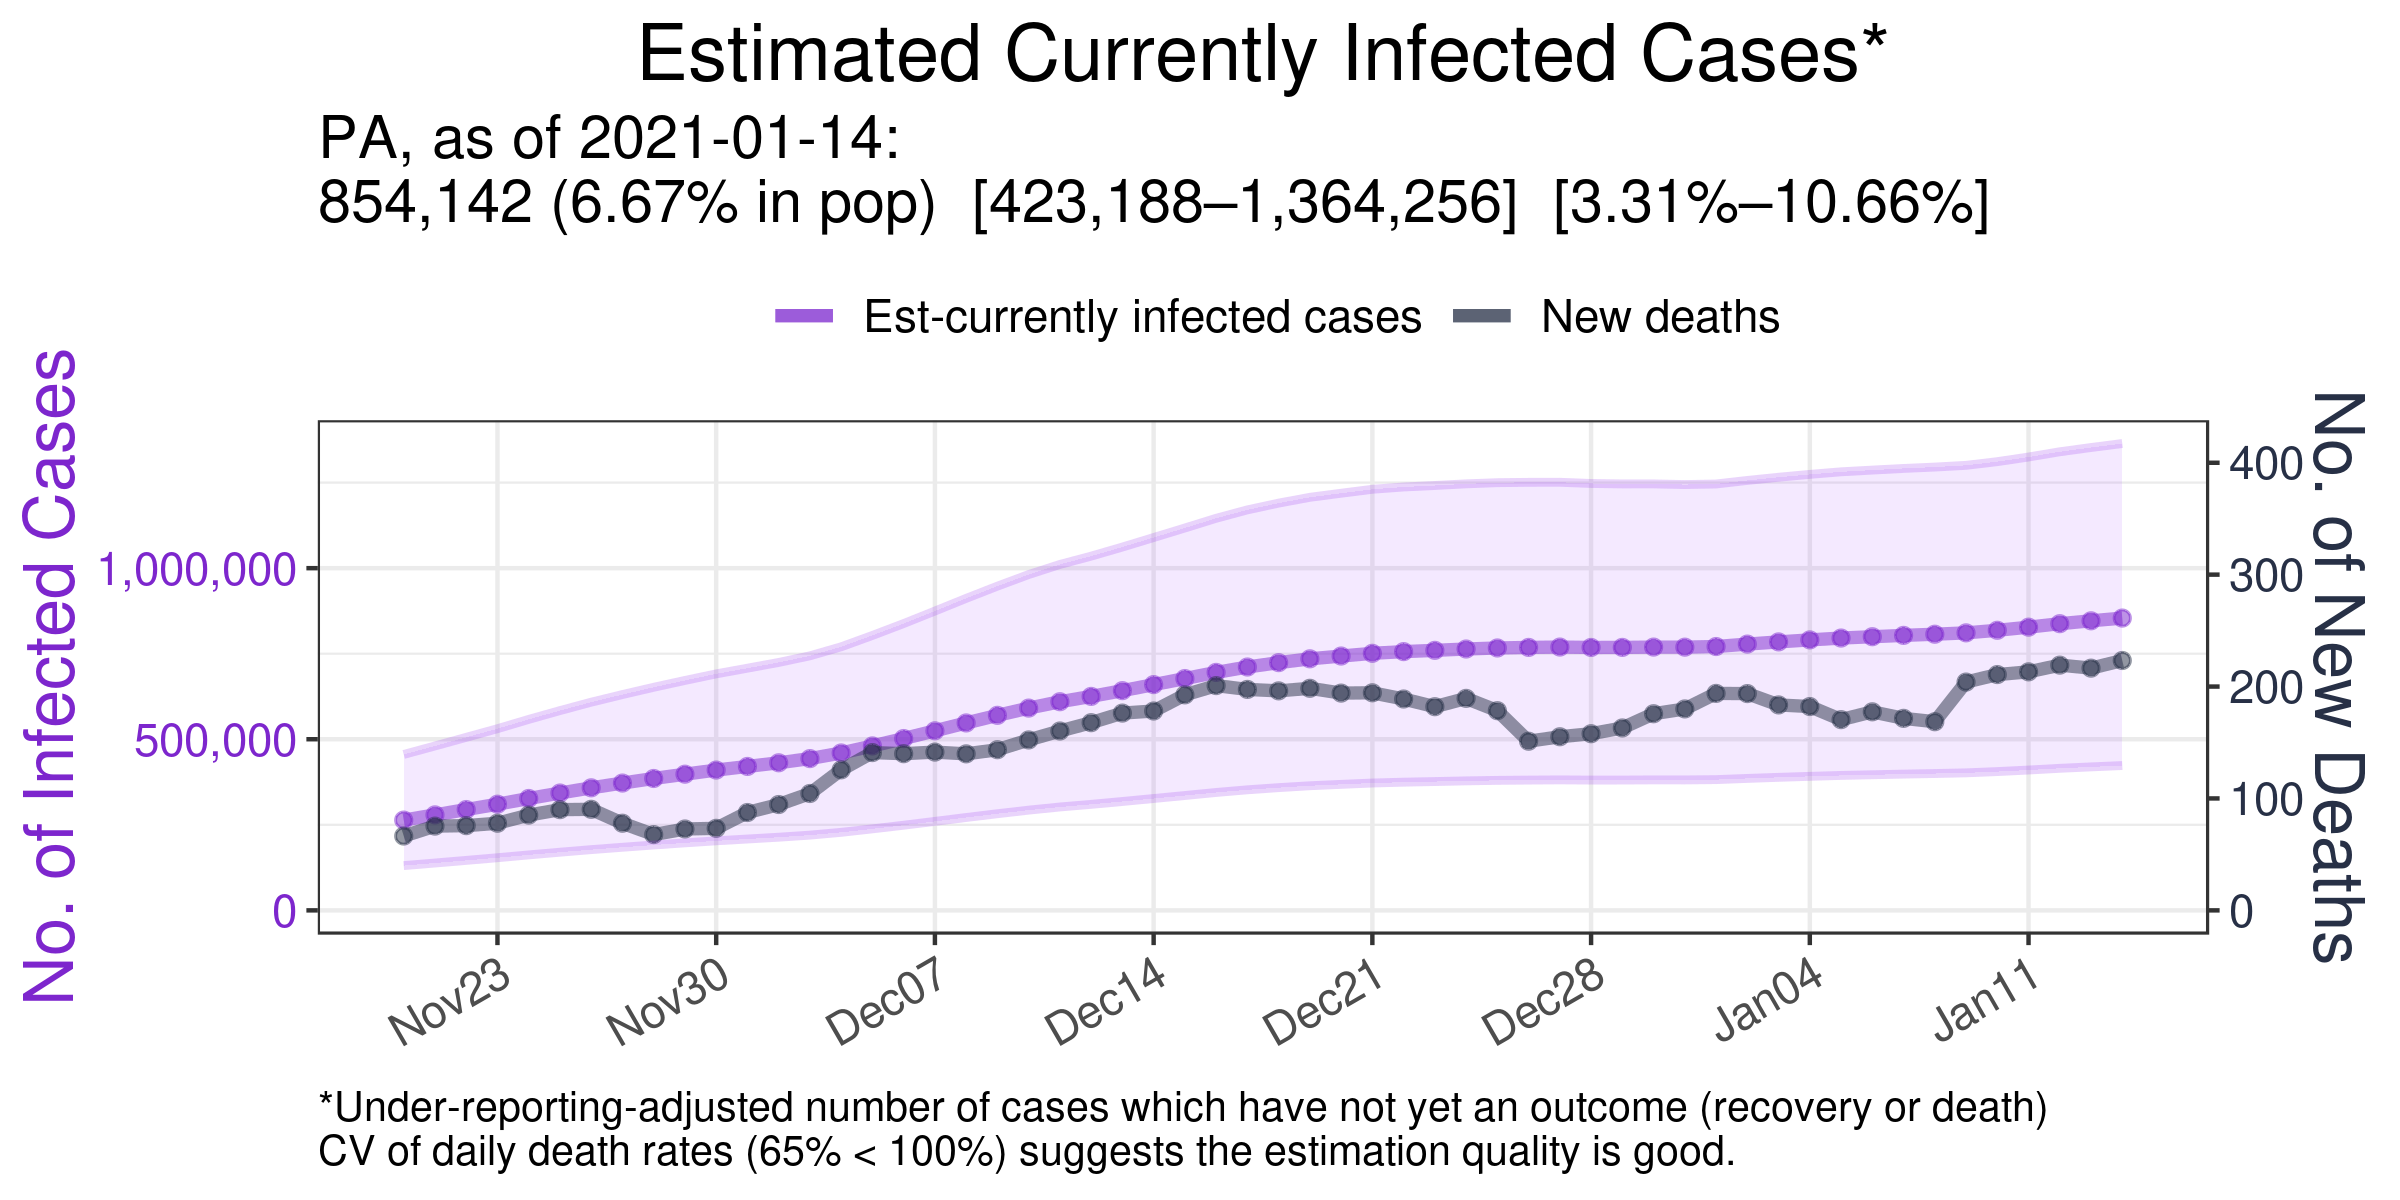 Estimated Currently Infected Cases*
PA, as of 2021-01-14:
854,142 (6.67% in pop) [423,188–1,364,256] [3.31%–10.66%]
Est-currently infected cases
New deaths
No. of Infected Cases
1,000,000
500,000
0
400
300
200
100
0
No. of New Deaths
Nov23
Nov30
Dec07
Dec14
Dec21
Dec28
Jan04
Jan11
*Under-reporting-adjusted number of cases which have not yet an outcome (recovery or death)
CV of daily death rates (65% < 100%) suggests the estimation quality is good.